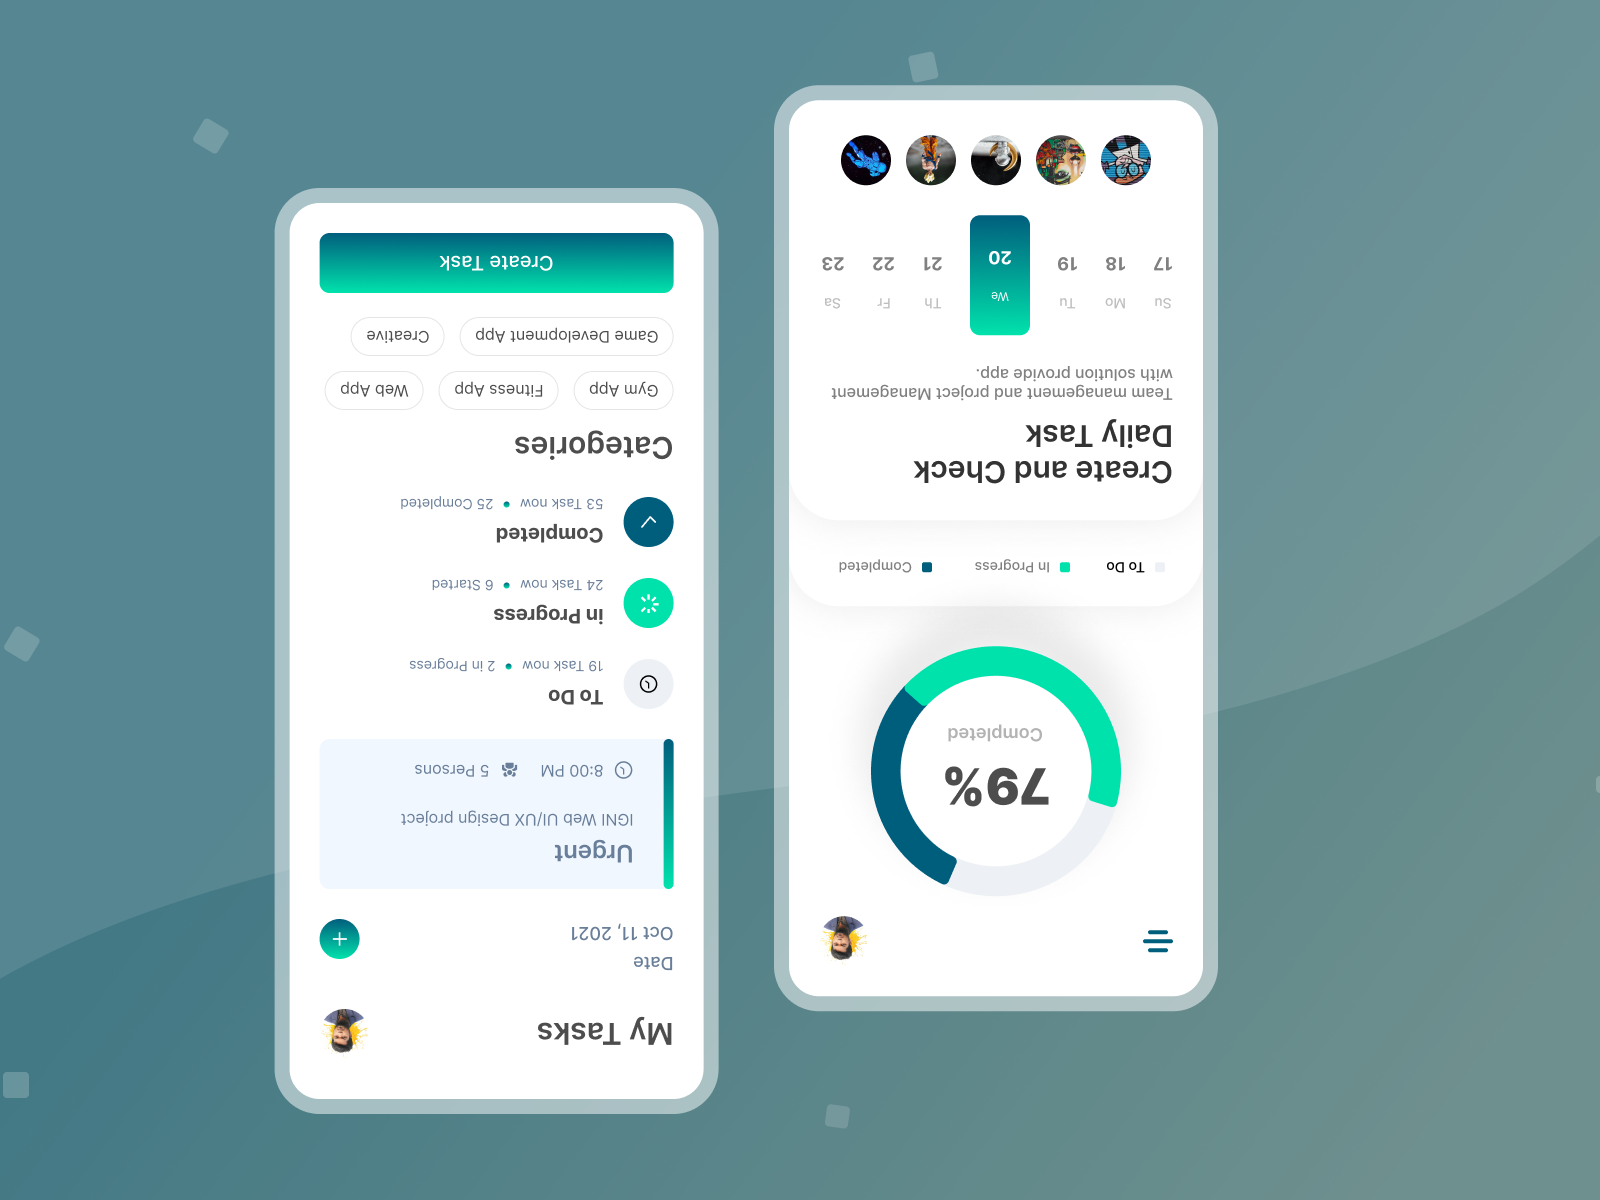 79%
Completed
To Do
In Progress
Completed
Create and Check
Daily Task
Team management and project Management
with solution provide app.
Su Mo Tu We Th Fr Sa
17 18 19 20 21 22 23
My Tasks
Date
Oct 11, 2021
Urgent
IGNI Web UI/UX Design project
8:00 PM 5 Persons
To Do
19 Task now • 2 in Progress
in Progress
24 Task now • 6 Started
Completed
53 Task now • 25 Completed
Categories
Gym App Fitness App Web App
Game Development App Creative
Create Task